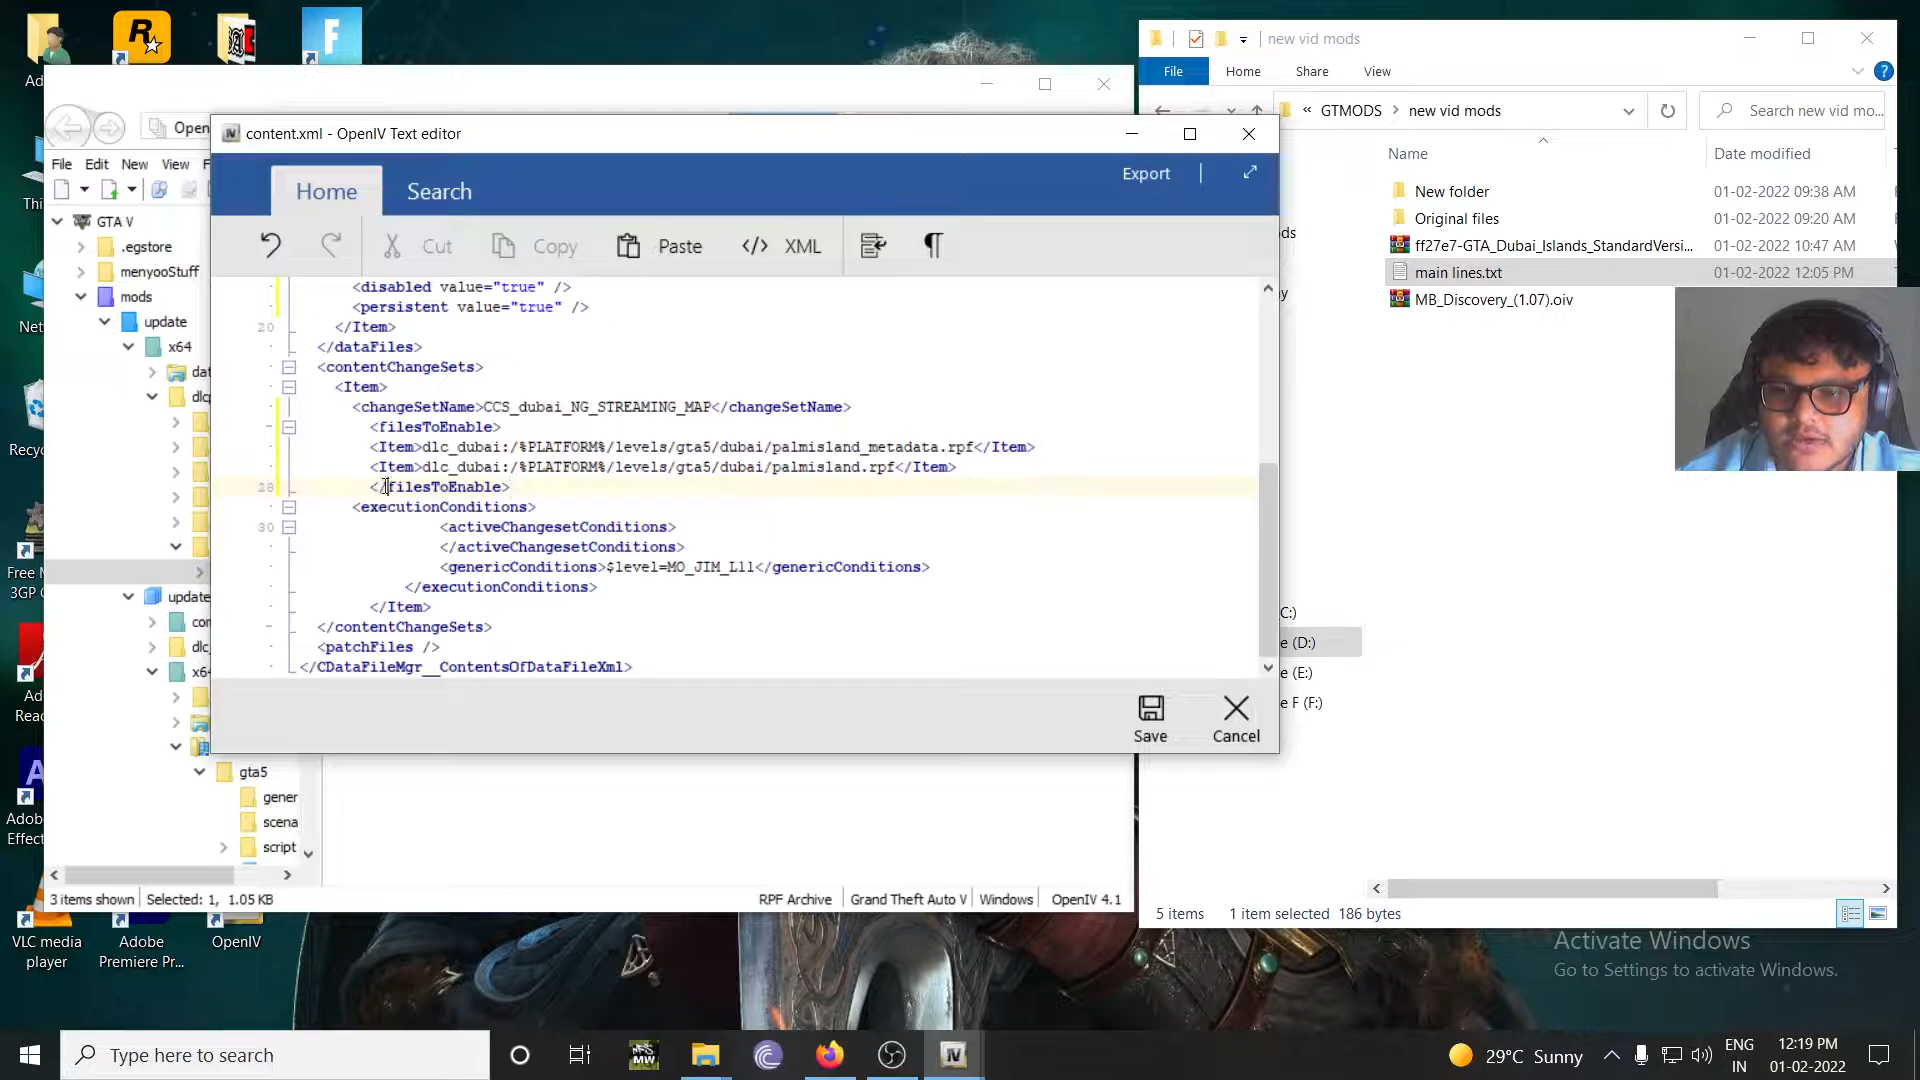 new vid mods
File Home Share View
GTMODS > new vid mods
Search new vid mo...
Name Date modified
New folder 01-02-2022 09:38 AM
Original files 01-02-2022 09:20 AM
ff27e7-GTA_Dubai_Islands_StandardVersi... 01-02-2022 10:47 AM
main lines.txt 01-02-2022 12:05 PM
MB_Discovery_(1.07).oiv
C:)
e (D:)
e (E:)
e F (F:)
5 items 1 item selected 186 bytes
Open
File Edit New View
GTA V
.egstore
menyooStuff
mods
update
x64
dat
dlc
update
x64
gta5
gener
scena
script
3 items shown Selected: 1, 1.05 KB
RPF Archive Grand Theft Auto V Windows OpenIV 4.1
content.xml - OpenIV Text editor
Home Search Export
Cut Copy Paste </> XML
<disabled value="true" />
<persistent value="true" />
20 </Item>
</dataFiles>
<contentChangeSets>
<Item>
<changeSetName>CCS_dubai_NG_STREAMING_MAP</changeSetName>
<filesToEnable>
<Item>dlc_dubai:/%PLATFORM%/levels/gta5/dubai/palmisland_metadata.rpf</Item>
<Item>dlc_dubai:/%PLATFORM%/levels/gta5/dubai/palmisland.rpf</Item>
28 </filesToEnable>
<executionConditions>
30 <activeChangesetConditions>
</activeChangesetConditions>
<genericConditions>$level=MO_JIM_L11</genericConditions>
</executionConditions>
</Item>
</contentChangeSets>
<patchFiles />
</CDataFileMgr__ContentsOfDataFileXml>
Save Cancel
VLC media player
Adobe Premiere Pr...
OpenIV
Activate Windows
Go to Settings to activate Windows.
Type here to search
29°C Sunny
ENG
IN
12:19 PM
01-02-2022